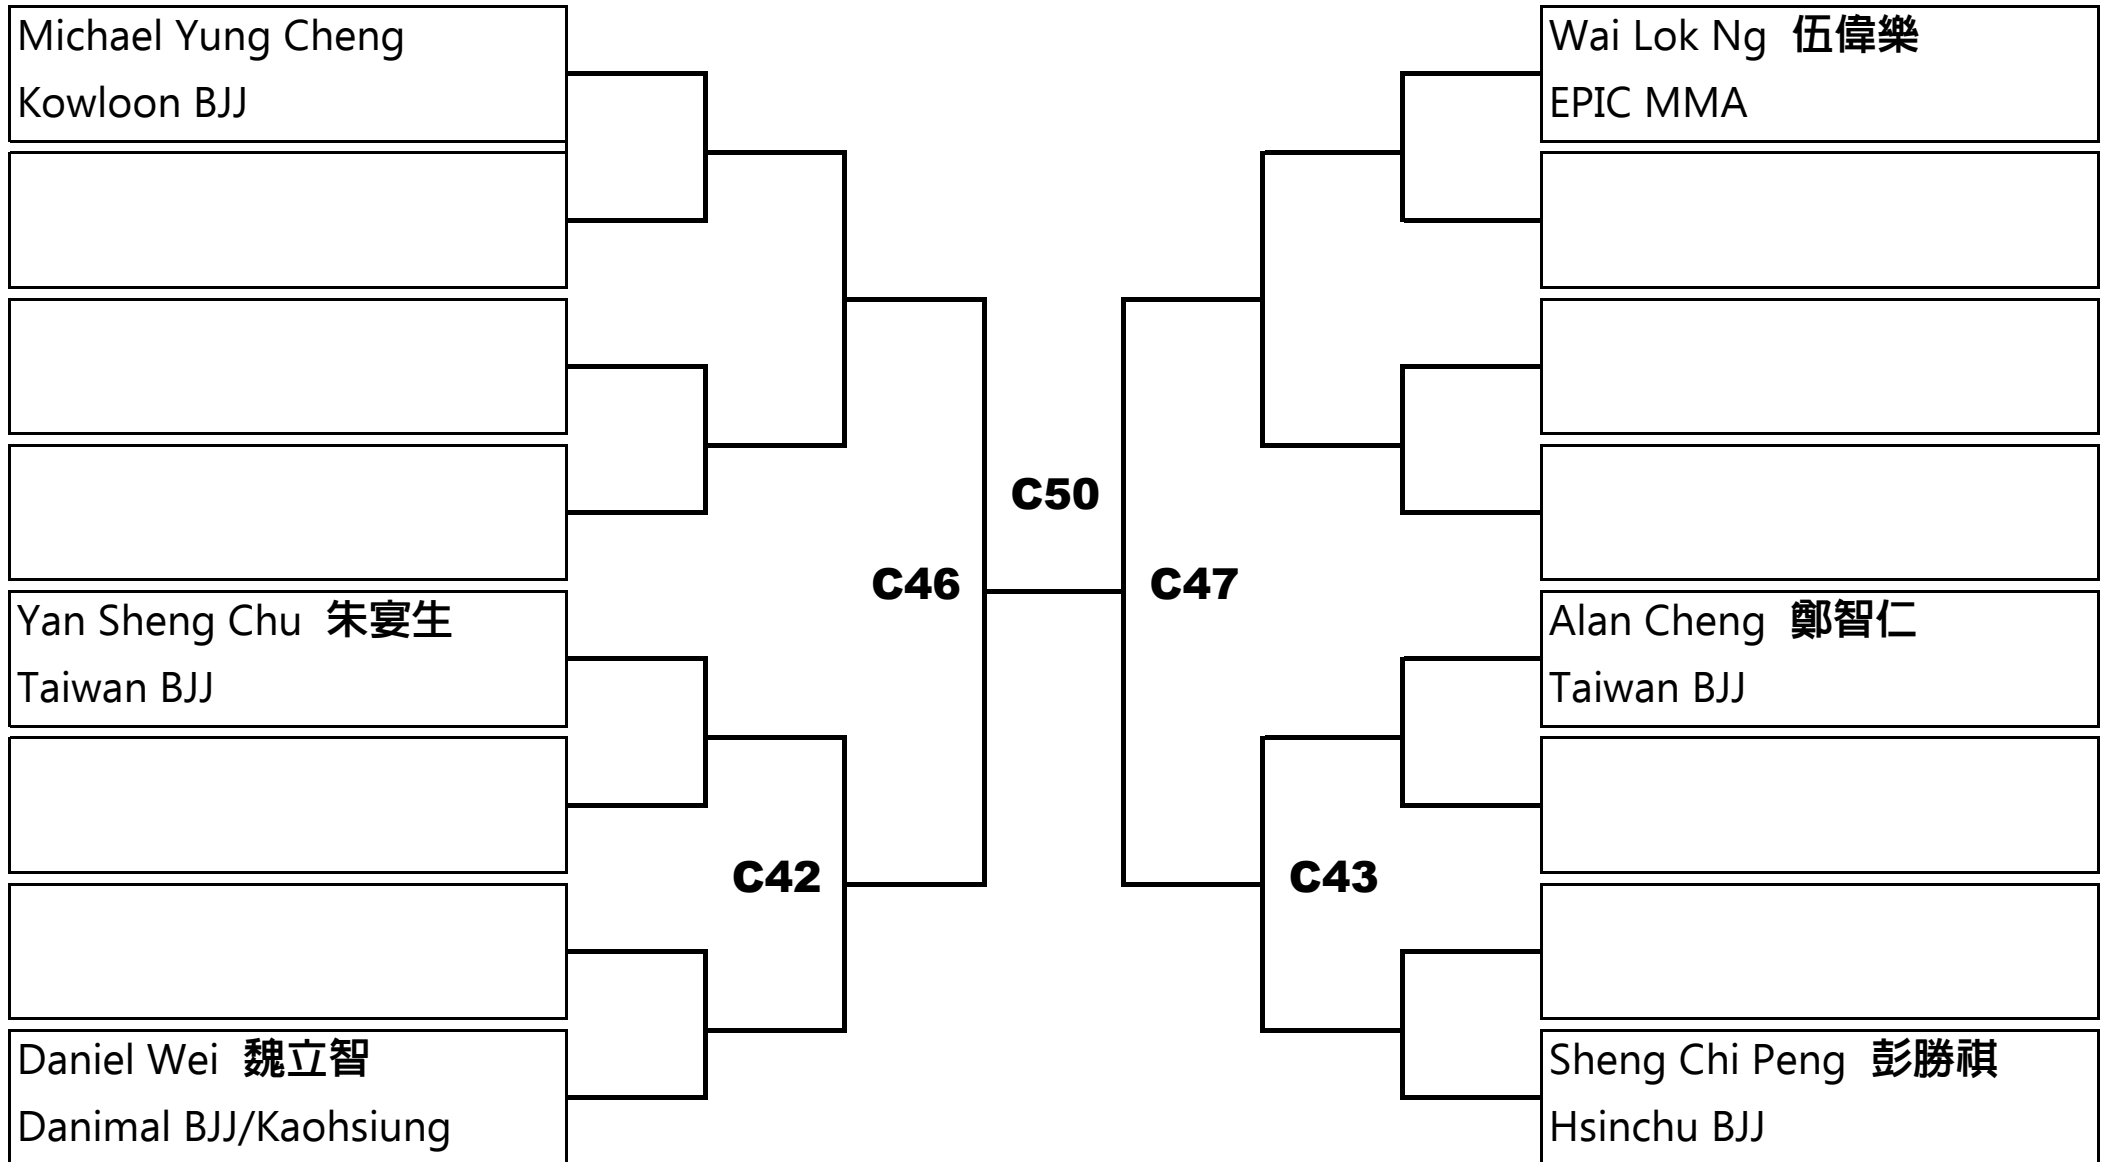 Michael Yung Cheng
Kowloon BJJ
Yan Sheng Chu 朱宴生
Taiwan BJJ
Daniel Wei 魏立智
Danimal BJJ/Kaohsiung
C42
C46
C50
C47
C43
Wai Lok Ng 伍偉樂
EPIC MMA
Alan Cheng 鄭智仁
Taiwan BJJ
Sheng Chi Peng 彭勝祺
Hsinchu BJJ